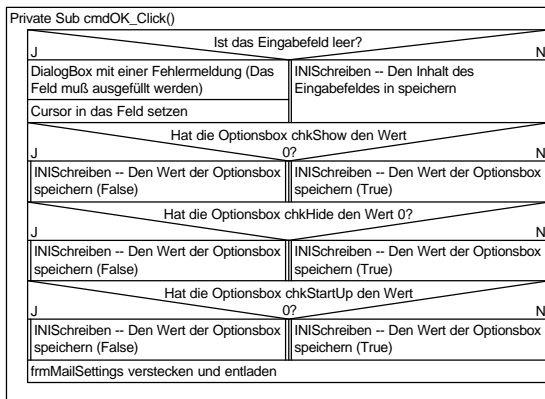 Private Sub cmdOK_Click()
Ist das Eingabefeld leer?
J N
DialogBox mit einer Fehlermeldung (Das
Feld muß ausgefüllt werden)
Cursor in das Feld setzen
INISchreiben -- Den Inhalt des
Eingabefeldes in speichern
Hat die Optionsbox chkShow den Wert
0?
J N
INISchreiben -- Den Wert der Optionsbox
speichern (False)
INISchreiben -- Den Wert der Optionsbox
speichern (True)
Hat die Optionsbox chkHide den Wert 0?
J N
INISchreiben -- Den Wert der Optionsbox
speichern (False)
INISchreiben -- Den Wert der Optionsbox
speichern (True)
Hat die Optionsbox chkStartUp den Wert
0?
J N
INISchreiben -- Den Wert der Optionsbox
speichern (False)
INISchreiben -- Den Wert der Optionsbox
speichern (True)
frmMailSettings verstecken und entladen